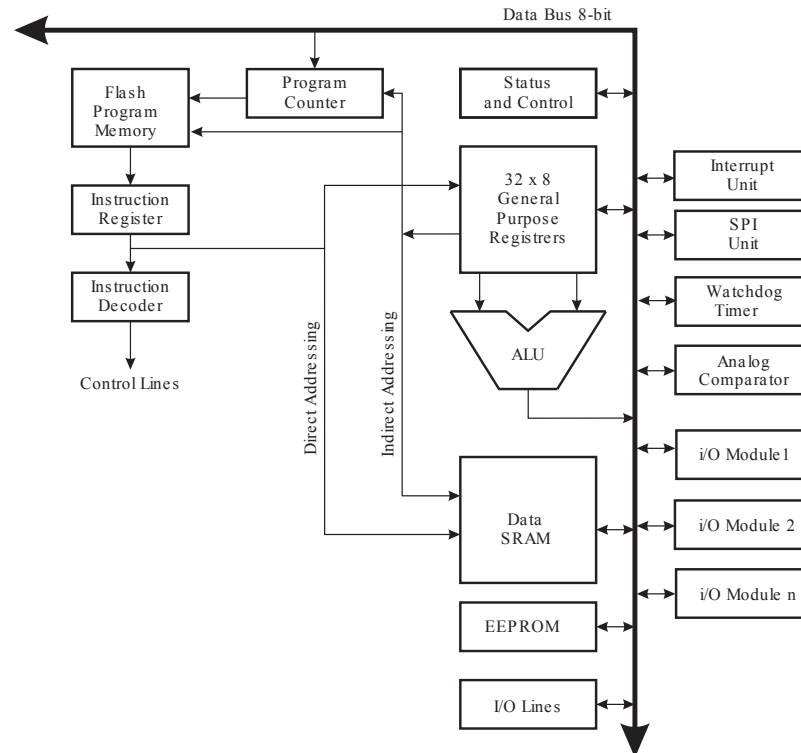 Data Bus 8-bit
Flash
Program
Memory
Program
Counter
Status
and Control
Interrupt
Unit
32 x 8
General
Purpose
Registrers
Instruction
Register
SPI
Unit
Instruction
Decoder
Watchdog
Timer
ALU
Analog
Comparator
Control Lines
Direct Addressing
Indirect Addressing
i/O Module1
Data
SRAM
i/O Module 2
i/O Module n
EEPROM
I/O Lines